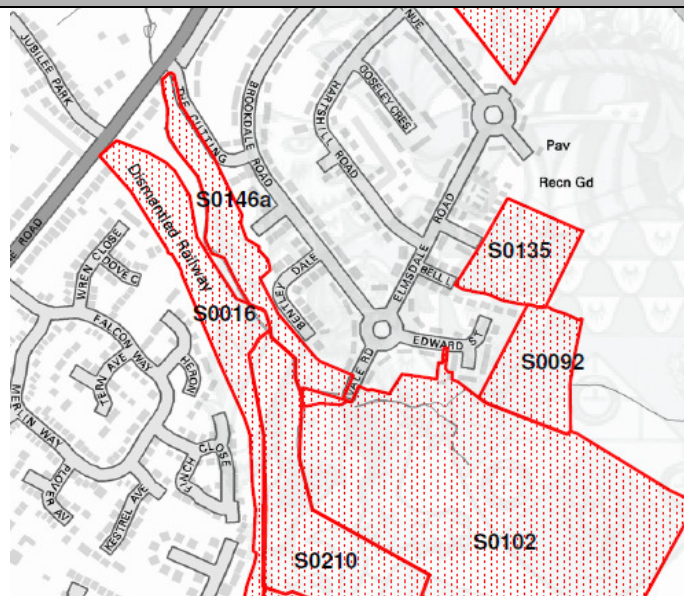 JUBILEE PARK
THE CUTTING
BROOKDALE ROAD
HARTSHILL ROAD
GOSELEY CRES
ENUE
Pav
Recn Gd
Dismantled Railway
S0146a
ELMSDALE ROAD
S0135
BELL L
WREN CLOSE
DOVE C
E ROAD
S0016
BENTLEY DALE
FALCON WAY
TERN AVE
HERON
EDWARD ST
VALE RD
S0092
MERLIN WAY
FINCH CLOSE
PLOVER AV
KESTREL AVE
S0210
S0102